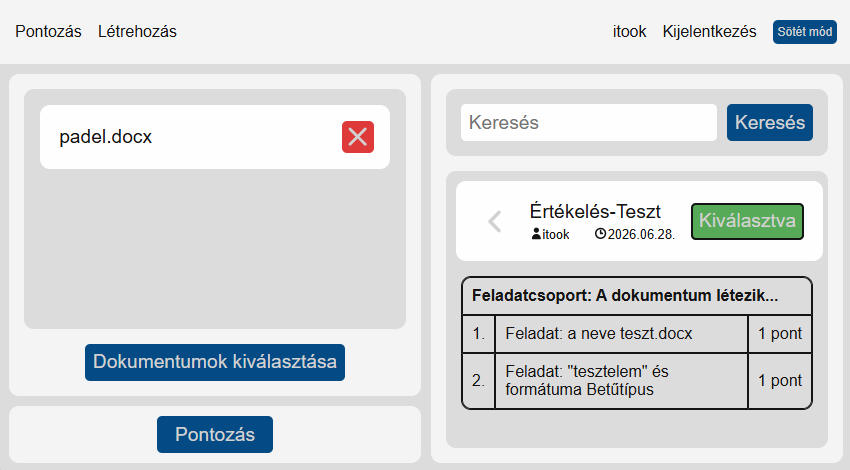 Pontozás Létrehozás itook Kijelentkezés Sötét mód
padel.docx
Dokumentumok kiválasztása
Pontozás
Keresés Keresés
Értékelés-Teszt
itook 2026.06.28.
Kiválasztva
Feladatcsoport: A dokumentum létezik...
1. Feladat: a neve teszt.docx 1 pont
2. Feladat: "tesztelem" és
formátuma Betűtípus 1 pont